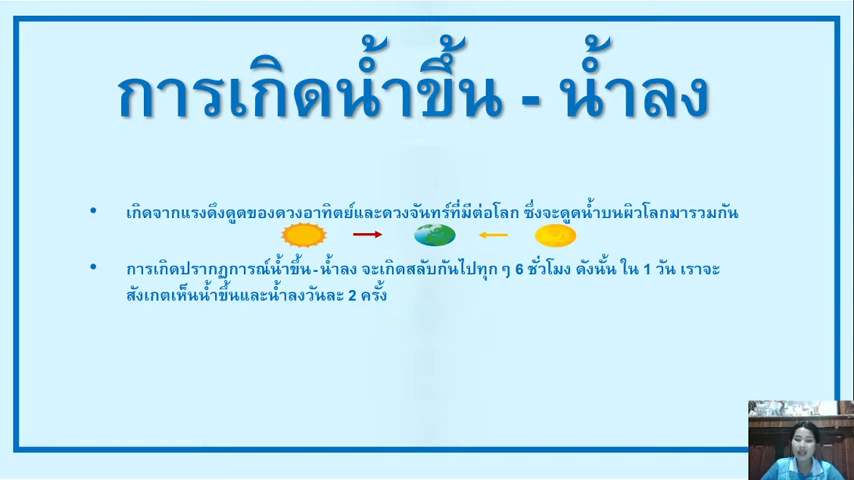 การเกิดน้ำขึ้น - น้ำลง
• เกิดจากแรงดึงดูดของดวงอาทิตย์และดวงจันทร์ที่มีต่อโลก ซึ่งจะดูดน้ำบนผิวโลกมารวมกัน
• การเกิดปรากฏการณ์น้ำขึ้น-น้ำลง จะเกิดสลับกันไปทุก ๆ 6 ชั่วโมง ดังนั้น ใน 1 วัน เราจะ
สังเกตเห็นน้ำขึ้นและน้ำลงวันละ 2 ครั้ง